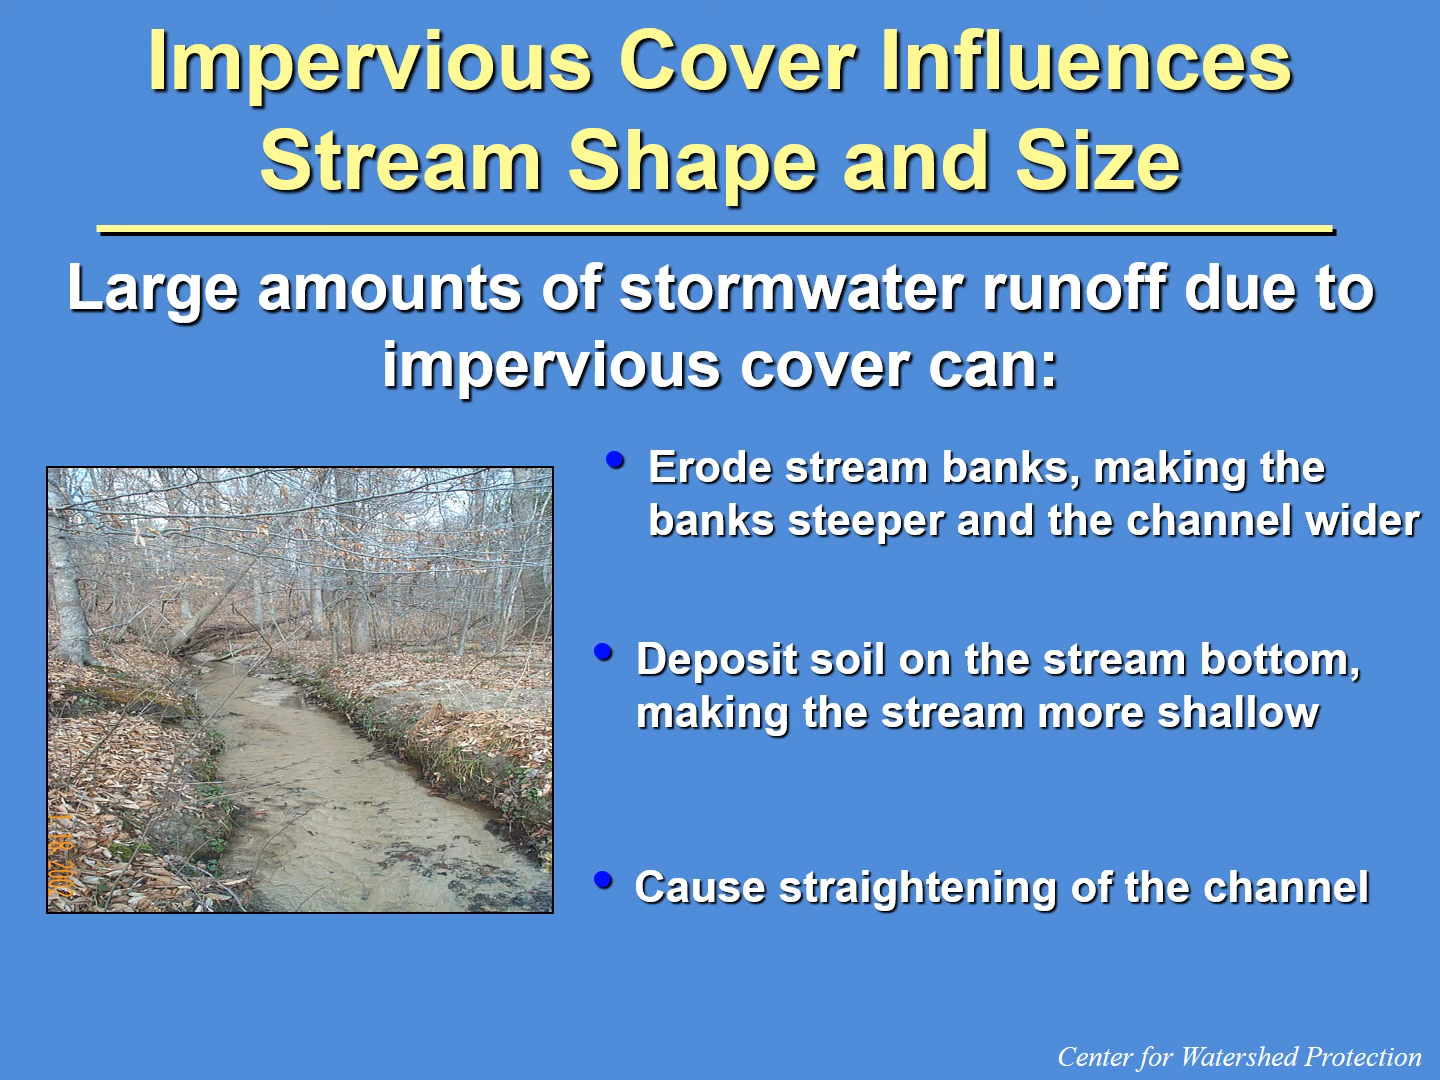 Impervious Cover Influences
Stream Shape and Size
Large amounts of stormwater runoff due to
impervious cover can:
• Erode stream banks, making the
banks steeper and the channel wider
• Deposit soil on the stream bottom,
making the stream more shallow
• Cause straightening of the channel
Center for Watershed Protection